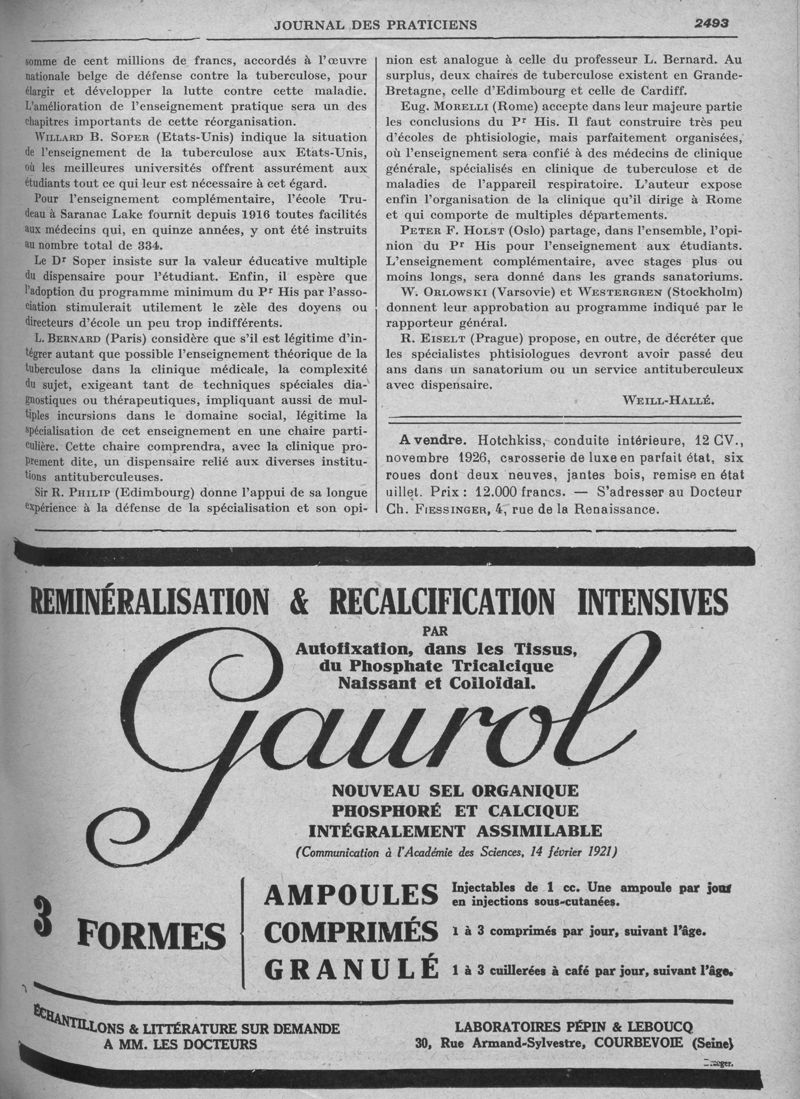 JOURNAL DES PRATICIENS
2493
somme de cent millions de francs, accordés à l'œuvre
nationale belge de défense contre la tuberculose, pour
élargir et développer la lutte contre cette maladie.
L'amélioration de l'enseignement pratique sera un des
chapitres importants de cette réorganisation.
WILLARD B. SOPER (Etats-Unis) indique la situation
de l'enseignement de la tuberculose aux Etats-Unis,
où les meilleures universités offrent assurément aux
étudiants tout ce qui leur est nécessaire à cet égard.
Pour l'enseignement complémentaire, l'école Tru-
deau à Saranac Lake fournit depuis 1916 toutes facilités
aux médecins qui, en quinze années, y ont été instruits
au nombre total de 334.
Le Dr Soper insiste sur la valeur éducative multiple
du dispensaire pour l'étudiant. Enfin, il espère que
l'adoption du programme minimum du Pr His par l'asso-
ciation stimulerait utilement le zèle des doyens ou
directeurs d'école un peu trop indifférents.
L. BERNARD (Paris) considère que s'il est légitime d'in-
tégrer autant que possible l'enseignement théorique de la
tuberculose dans la clinique médicale, la complexité
du sujet, exigeant tant de techniques spéciales dia-
gnostiques ou thérapeutiques, impliquant aussi de mul-
tiples incursions dans le domaine social, légitime la
spécialisation de cet enseignement en une chaire parti-
culière. Cette chaire comprendra, avec la clinique pro-
prement dite, un dispensaire relié aux diverses institu-
tions antituberculeuses.
Sir R. PHILIP (Edimbourg) donne l'appui de sa longue
expérience à la défense de la spécialisation et son opi-
nion est analogue à celle du professeur L. Bernard. Au
surplus, deux chaires de tuberculose existent en Grande-
Bretagne, celle d'Edimbourg et celle de Cardiff.
Eug. MORELLI (Rome) accepte dans leur majeure partie
les conclusions du Pr His. Il faut construire très peu
d'écoles de phtisiologie, mais parfaitement organisées,
où l'enseignement sera confié à des médecins de clinique
générale, spécialisés en clinique de tuberculose et de
maladies de l'appareil respiratoire. L'auteur expose
enfin l'organisation de la clinique qu'il dirige à Rome
et qui comporte de multiples départements.
PETER F. HOLST (Oslo) partage, dans l'ensemble, l'opi-
nion du Pr His pour l'enseignement aux étudiants.
L'enseignement complémentaire, avec stages plus ou
moins longs, sera donné dans les grands sanatoriums.
W. ORLOWSKI (Varsovie) et WESTERGREN (Stockholm)
donnent leur approbation au programme indiqué par le
rapporteur général.
R. EISELT (Prague) propose, en outre, de décréter que
les spécialistes phtisiologues devront avoir passé deu
ans dans un sanatorium ou un service antituberculeux
avec dispensaire.
WEILL-HALLÉ.
A vendre. Hotchkiss, conduite intérieure, 12 CV.,
novembre 1926, carosserie de luxe en parfait état, six
roues dont deux neuves, jantes bois, remise en état
uillet. Prix : 12.000 francs. — S'adresser au Docteur
Ch. FIESSINGER, 4, rue de la Renaissance.
REMINÉRALISATION & RECALCIFICATION INTENSIVES
PAR
Autofixation, dans les Tissus,
du Phosphate Tricalcique
Naissant et Colloïdal.
Gaurol
NOUVEAU SEL ORGANIQUE
PHOSPHORÉ ET CALCIQUE
INTÉGRALEMENT ASSIMILABLE
(Communication à l'Académie des Sciences, 14 février 1921)
3 FORMES
AMPOULES Injectables de 1 cc. Une ampoule par jour
en injections sous-cutanées.
COMPRIMÉS 1 à 3 comprimés par jour, suivant l'âge.
GRANULÉ 1 à 3 cuillerées à café par jour, suivant l'âge.
ÉCHANTILLONS & LITTÉRATURE SUR DEMANDE
A MM. LES DOCTEURS
LABORATOIRES PÉPIN & LEBOUCQ
30, Rue Armand-Sylvestre, COURBEVOIE (Seine)